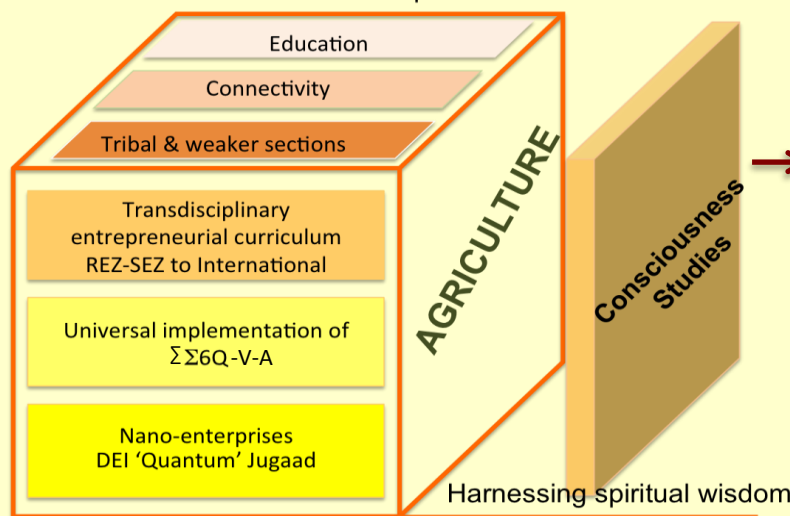 Education
Connectivity
Tribal & weaker sections
Transdisciplinary
entrepreneurial curriculum
REZ-SEZ to International
Universal implementation of
ΣΣ6Q-V-A
Nano-enterprises
DEI ‘Quantum’ Jugaad
AGRICULTURE
Consciousness
Studies
Harnessing spiritual wisdom